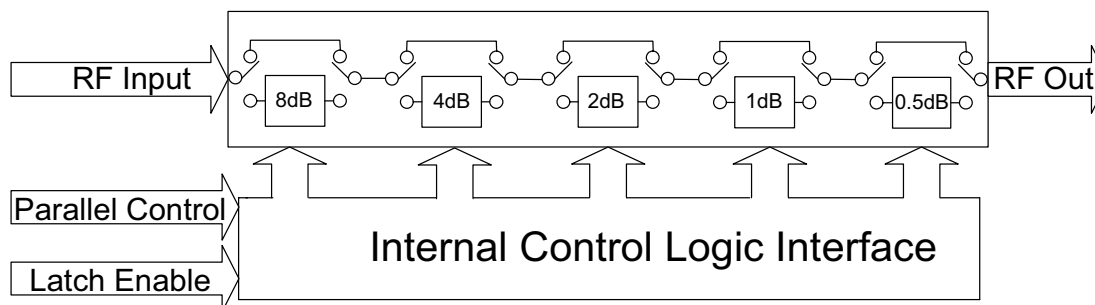 RF Input
8dB
4dB
2dB
1dB
0.5dB
RF Out
Parallel Control
Internal Control Logic Interface
Latch Enable